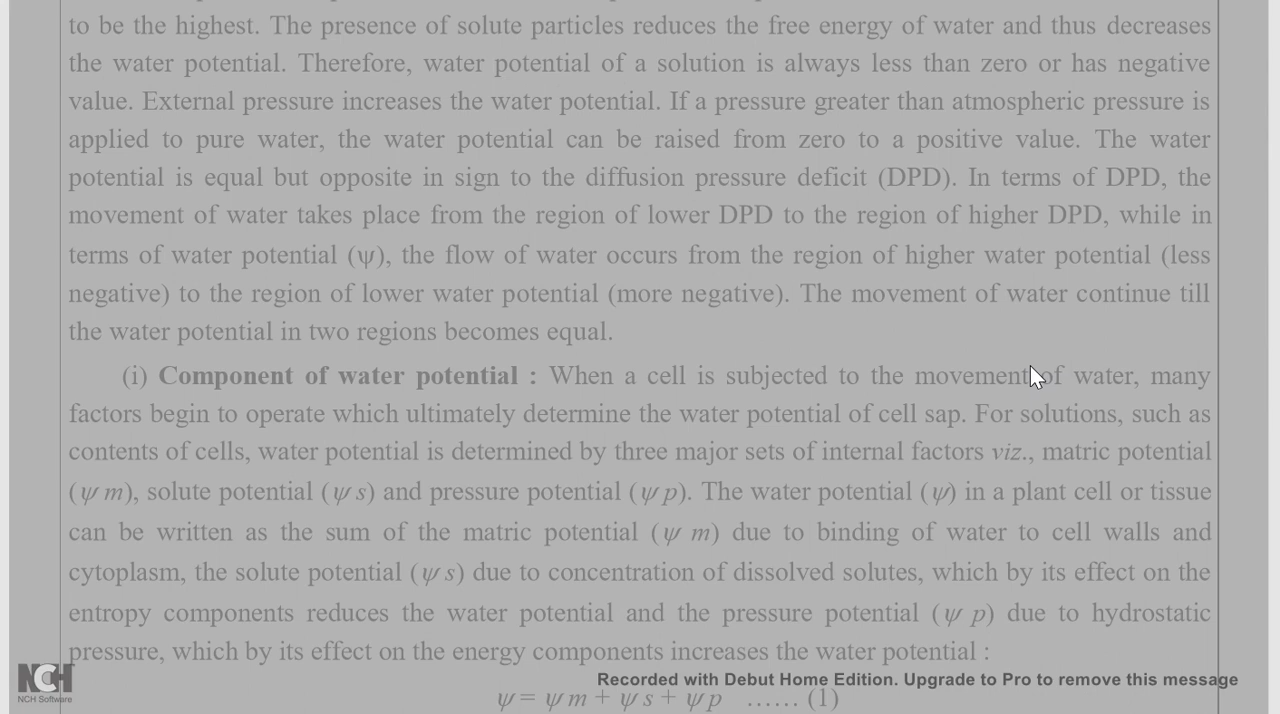 to be the highest. The presence of solute particles reduces the free energy of water and thus decreases
the water potential. Therefore, water potential of a solution is always less than zero or has negative
value. External pressure increases the water potential. If a pressure greater than atmospheric pressure is
applied to pure water, the water potential can be raised from zero to a positive value. The water
potential is equal but opposite in sign to the diffusion pressure deficit (DPD). In terms of DPD, the
movement of water takes place from the region of lower DPD to the region of higher DPD, while in
terms of water potential (ψ), the flow of water occurs from the region of higher water potential (less
negative) to the region of lower water potential (more negative). The movement of water continue till
the water potential in two regions becomes equal.
(i) Component of water potential : When a cell is subjected to the movement of water, many
factors begin to operate which ultimately determine the water potential of cell sap. For solutions, such as
contents of cells, water potential is determined by three major sets of internal factors viz., matric potential
(ψ m), solute potential (ψ s) and pressure potential (ψ p). The water potential (ψ) in a plant cell or tissue
can be written as the sum of the matric potential (ψ m) due to binding of water to cell walls and
cytoplasm, the solute potential (ψ s) due to concentration of dissolved solutes, which by its effect on the
entropy components reduces the water potential and the pressure potential (ψ p) due to hydrostatic
pressure, which by its effect on the energy components increases the water potential :
ψ = ψ m + ψ s + ψ p ...... (1)
NCH
NCH Software
Recorded with Debut Home Edition. Upgrade to Pro to remove this message